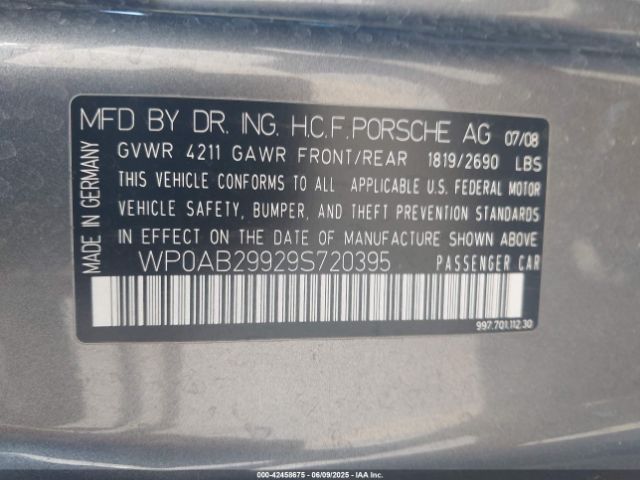 MFD BY DR. ING. H.C.F. PORSCHE AG 07/08
GVWR 4211 GAWR FRONT/REAR 1819/2690 LBS
THIS VEHICLE CONFORMS TO ALL APPLICABLE U.S. FEDERAL MOTOR
VEHICLE SAFETY, BUMPER, AND THEFT PREVENTION STANDARDS
IN EFFECT ON THE DATE OF MANUFACTURE SHOWN ABOVE
WP0AB29929S720395 PASSENGER CAR
MADE IN GERMANY
997.701.112.30
000-42458675 - 06/09/2025 - IAAI, Inc.